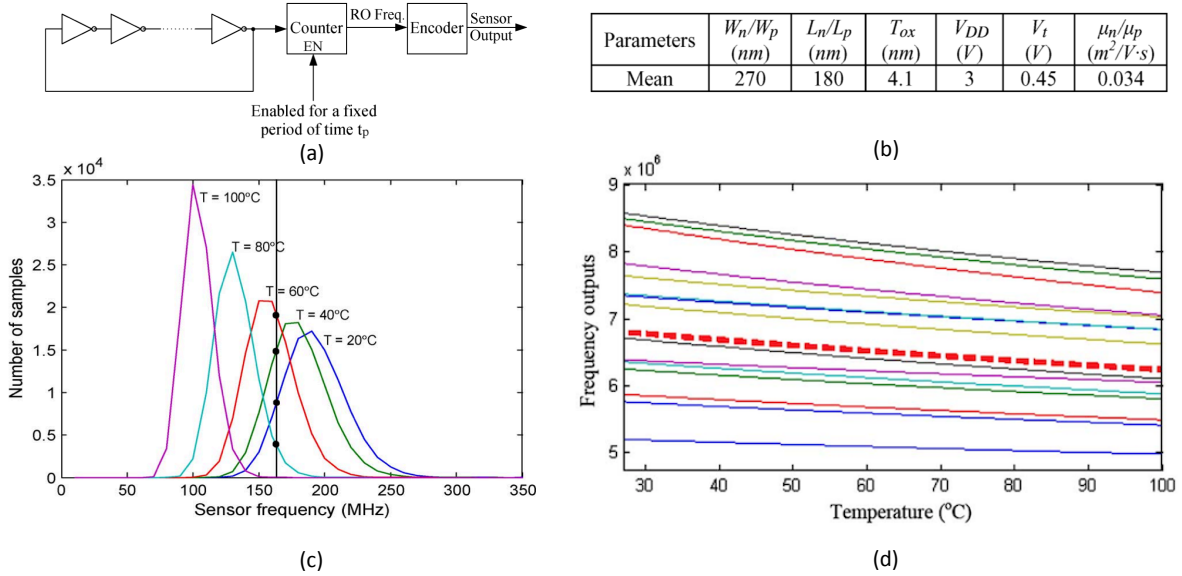 Counter
EN
RO Freq.
Encoder
Sensor
Output
Enabled for a fixed
period of time tp
(a)
Parameters Wn/Wp (nm) Ln/Lp (nm) Tox (nm) VDD (V) Vt (V) μn/μp (m²/V·s)
Mean 270 180 4.1 3 0.45 0.034
(b)
x 10⁴
3.5
3
2.5
2
1.5
1
0.5
0
Number of samples
T = 100°C
T = 80°C
T = 60°C
T = 40°C
T = 20°C
0 50 100 150 200 250 300 350
Sensor frequency (MHz)
(c)
x 10⁶
9
8
7
6
5
Frequency outputs
30 40 50 60 70 80 90 100
Temperature (°C)
(d)